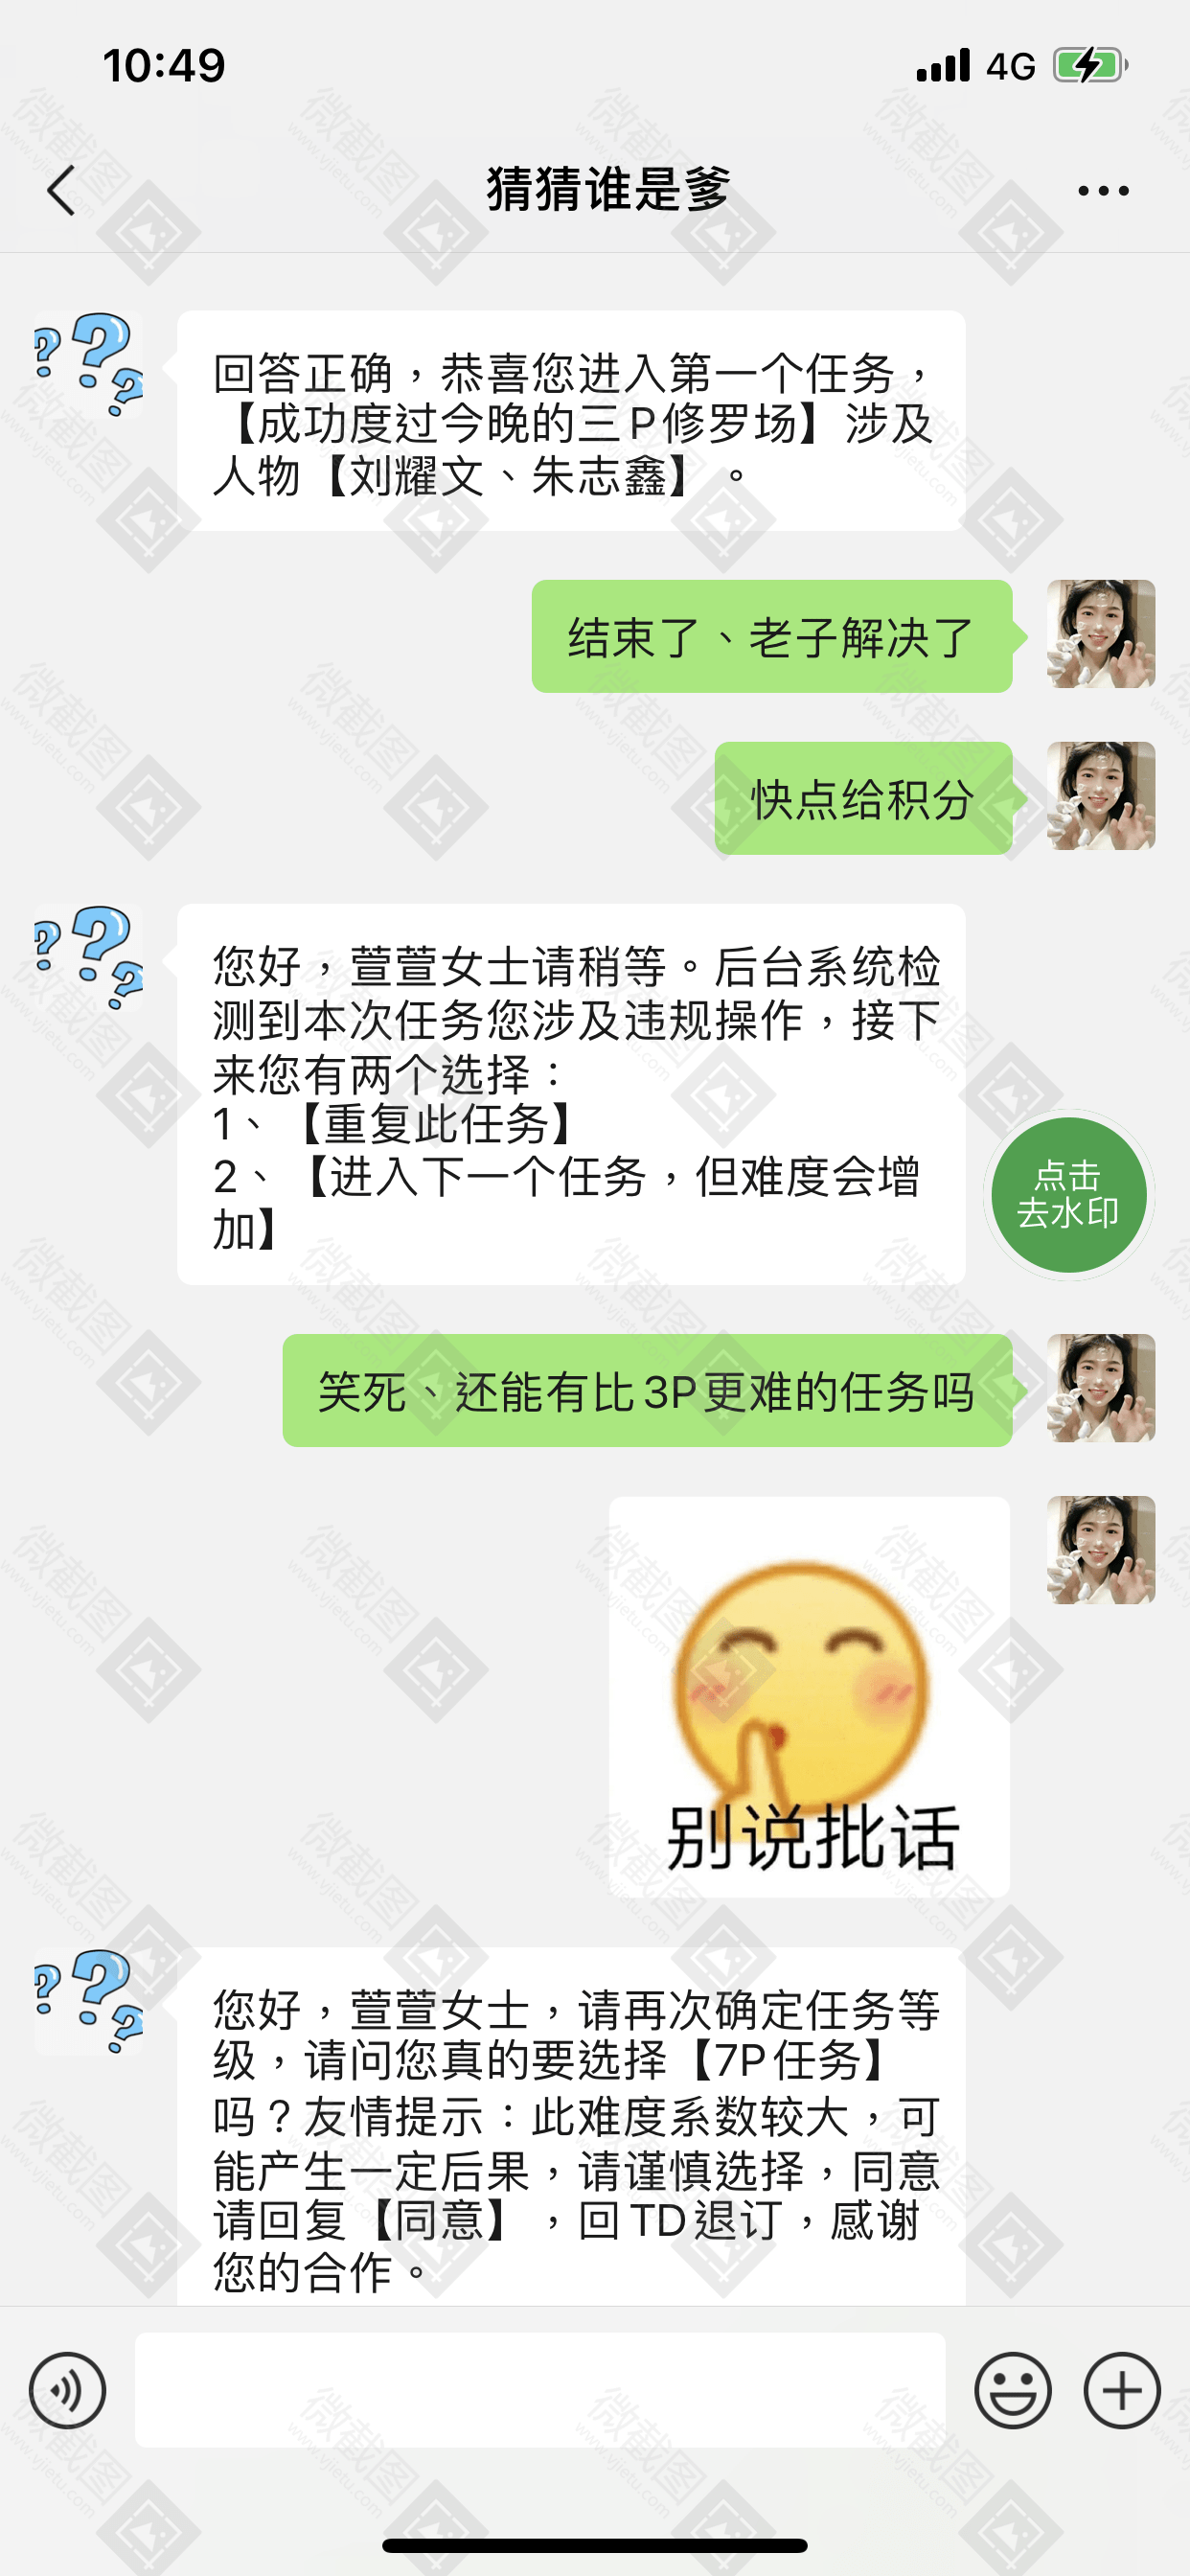 10:49
4G
猜猜谁是爹
回答正确，恭喜您进入第一个任务，
【成功度过今晚的三P修罗场】涉及
人物【刘耀文、朱志鑫】。
结束了、老子解决了
快点给积分
您好，萱萱女士请稍等。后台系统检
测到本次任务您涉及违规操作，接下
来您有两个选择：
1、【重复此任务】
2、【进入下一个任务，但难度会增
加】
点击
去水印
笑死、还能有比3P更难的任务吗
别说批话
您好，萱萱女士，请再次确定任务等
级，请问您真的要选择【7P任务】
吗？友情提示：此难度系数较大，可
能产生一定后果，请谨慎选择，同意
请回复【同意】，回TD退订，感谢
您的合作。
微截图
www.vjietu.com